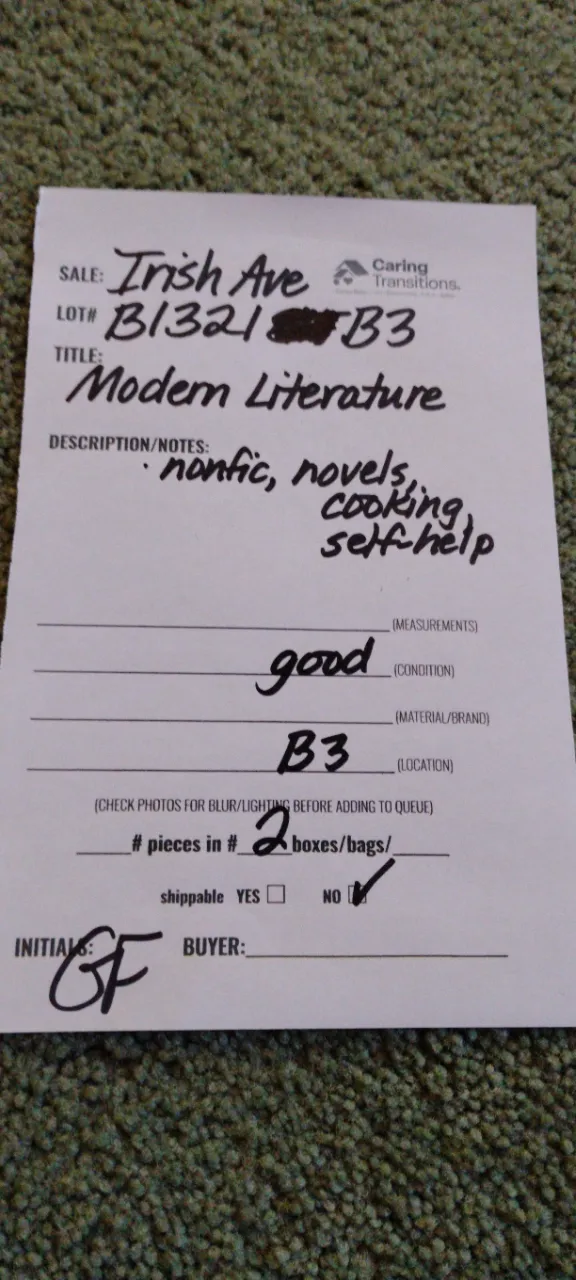 SALE: Irish Ave
Caring
Transitions.
LOT# B1321 B3
TITLE:
Modern Literature
DESCRIPTION/NOTES:
· nonfic, novels,
cooking,
self-help
(MEASUREMENTS)
good (CONDITION)
(MATERIAL/BRAND)
B3 (LOCATION)
(CHECK PHOTOS FOR BLUR/LIGHTING BEFORE ADDING TO QUEUE)
_____# pieces in # 2 boxes/bags/_____
shippable YES ☐ NO ☑
INITIALS: GF BUYER: